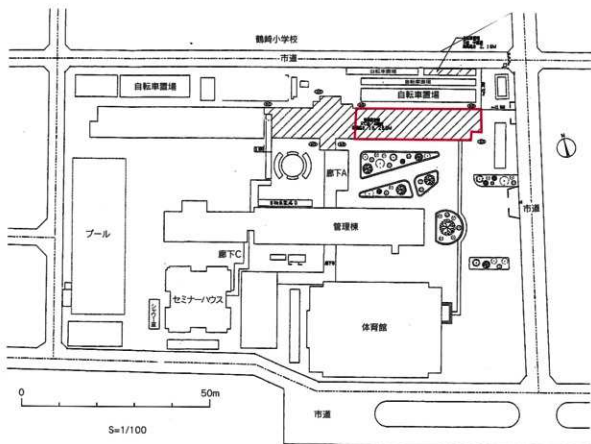 鶴崎小学校
市道
自転車置場
自転車置場
自転車置場
廊下A
市道
プール
管理棟
廊下C
セミナーハウス
体育館
0
50m
S=1/100
市道